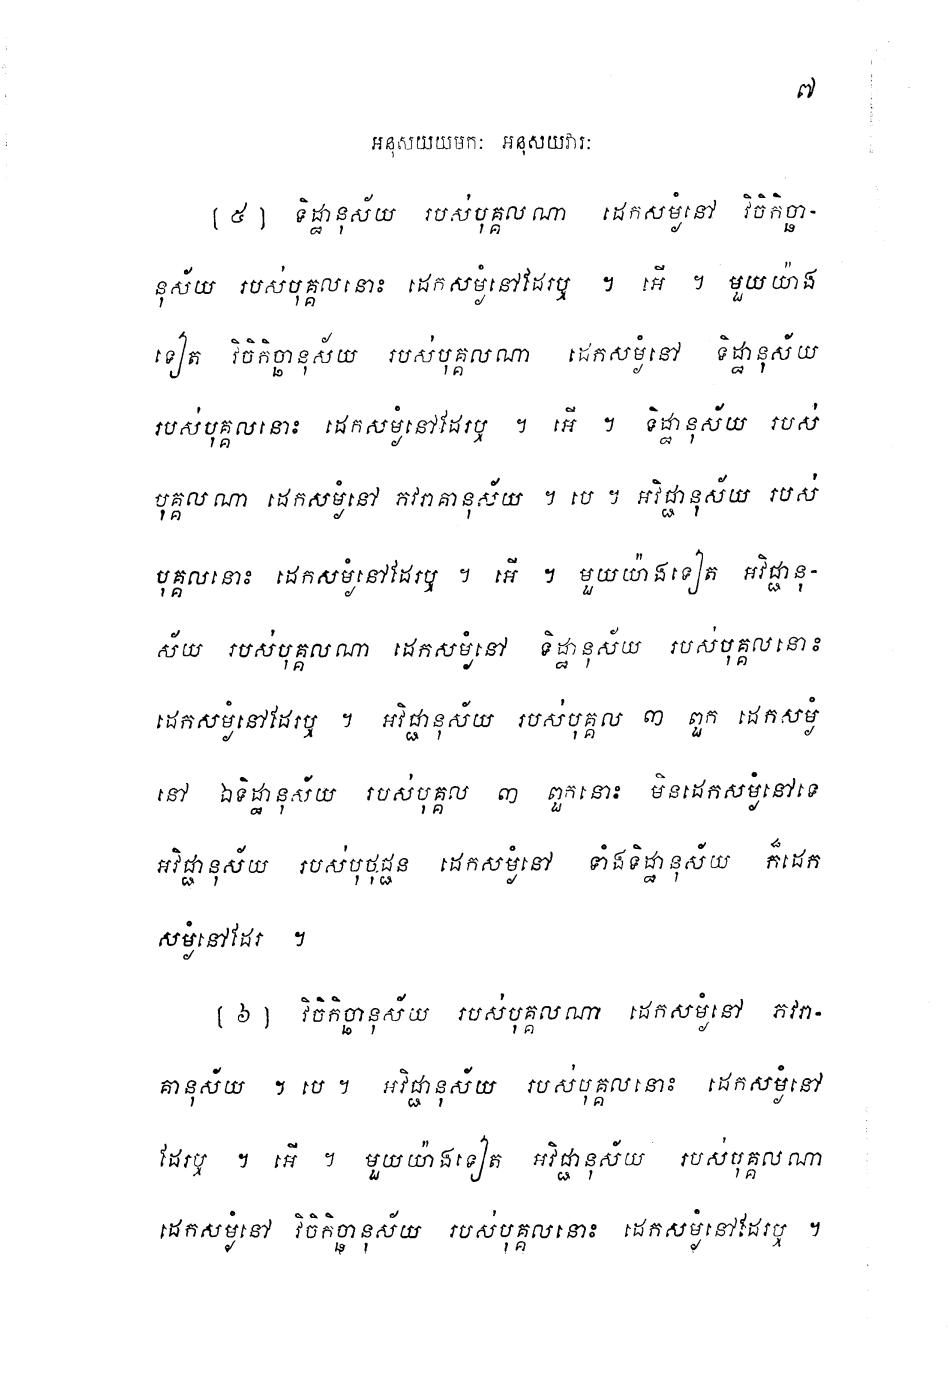 ៧
អនុសយយមកៈ អនុសយវារៈ
(៥) ទិដ្ឋានុស័យ របស់បុគ្គលណា ដេកសម្ងំនៅ វិចិកិច្ឆា-
នុស័យ របស់បុគ្គលនោះ ដេកសម្ងំនៅដែរឬ ។ អើ ។ មួយយ៉ាង
ទៀត វិចិកិច្ឆានុស័យ របស់បុគ្គលណា ដេកសម្ងំនៅ ទិដ្ឋានុស័យ
របស់បុគ្គលនោះ ដេកសម្ងំនៅដែរឬ ។ អើ ។ ទិដ្ឋានុស័យ របស់
បុគ្គលណា ដេកសម្ងំនៅ ភវរាគានុស័យ ។ បេ ។ អវិជ្ជានុស័យ របស់
បុគ្គលនោះ ដេកសម្ងំនៅដែរឬ ។ អើ ។ មួយយ៉ាងទៀត អវិជ្ជានុ-
ស័យ របស់បុគ្គលណា ដេកសម្ងំនៅ ទិដ្ឋានុស័យ របស់បុគ្គលនោះ
ដេកសម្ងំនៅដែរឬ ។ អវិជ្ជានុស័យ របស់បុគ្គល ៣ ពួក ដេកសម្ងំ
នៅ ឯទិដ្ឋានុស័យ របស់បុគ្គល ៣ ពួកនោះ មិនដេកសម្ងំនៅទេ
អវិជ្ជានុស័យ របស់បុថុជ្ជន ដេកសម្ងំនៅ ទាំងទិដ្ឋានុស័យ ក៏ដេក
សម្ងំនៅដែរ ។
(៦) វិចិកិច្ឆានុស័យ របស់បុគ្គលណា ដេកសម្ងំនៅ ភវរា-
គានុស័យ ។ បេ ។ អវិជ្ជានុស័យ របស់បុគ្គលនោះ ដេកសម្ងំនៅ
ដែរឬ ។ អើ ។ មួយយ៉ាងទៀត អវិជ្ជានុស័យ របស់បុគ្គលណា
ដេកសម្ងំនៅ វិចិកិច្ឆានុស័យ របស់បុគ្គលនោះ ដេកសម្ងំនៅដែរឬ ។